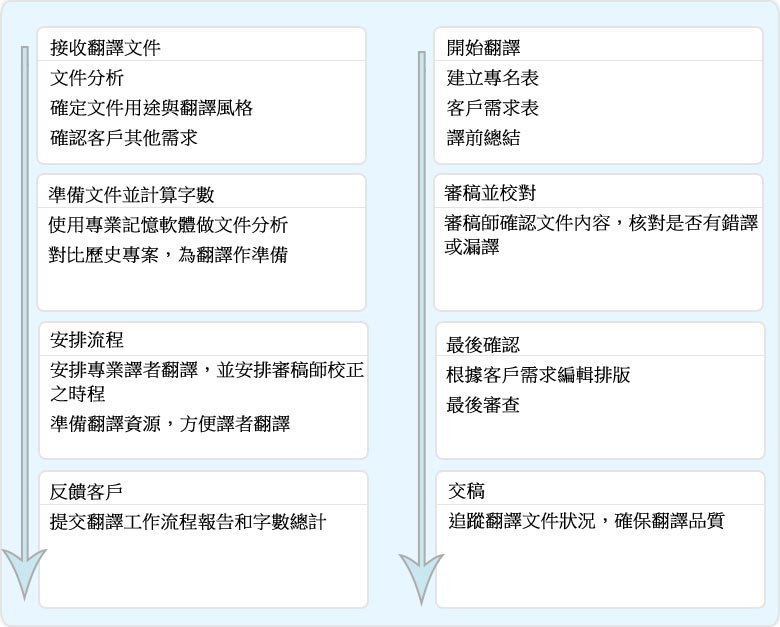 接收翻譯文件
文件分析
確定文件用途與翻譯風格
確認客戶其他需求
準備文件並計算字數
使用專業記憶軟體做文件分析
對比歷史專案，為翻譯作準備
安排流程
安排專業譯者翻譯，並安排審稿師校正
之時程
準備翻譯資源，方便譯者翻譯
反饋客戶
提交翻譯工作流程報告和字數總計
開始翻譯
建立專名表
客戶需求表
譯前總結
審稿並校對
審稿師確認文件內容，核對是否有錯譯
或漏譯
最後確認
根據客戶需求編輯排版
最後審查
交稿
追蹤翻譯文件狀況，確保翻譯品質